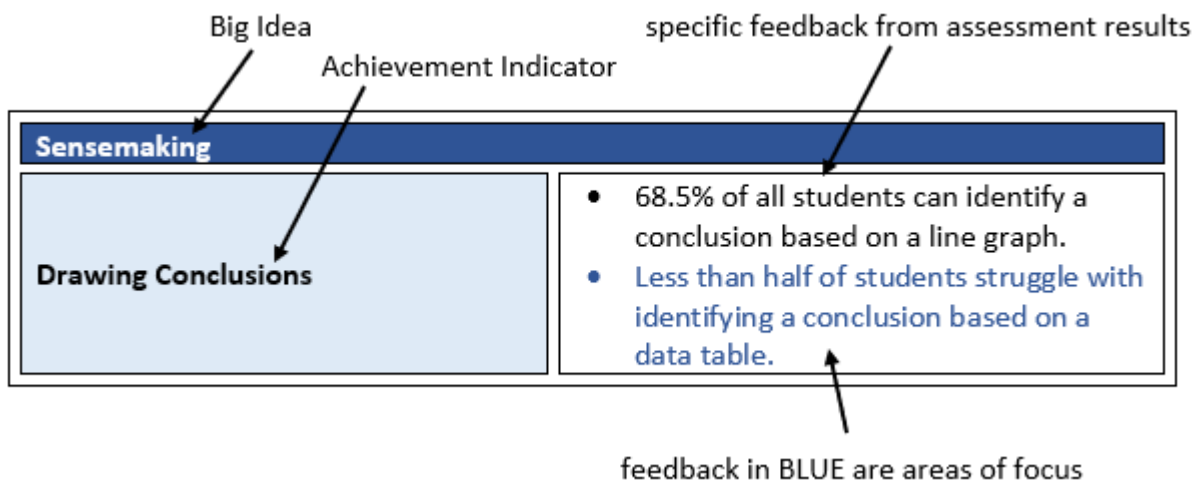 Big Idea
specific feedback from assessment results
Achievement Indicator
Sensemaking
Drawing Conclusions
• 68.5% of all students can identify a
conclusion based on a line graph.
• Less than half of students struggle with
identifying a conclusion based on a
data table.
feedback in BLUE are areas of focus